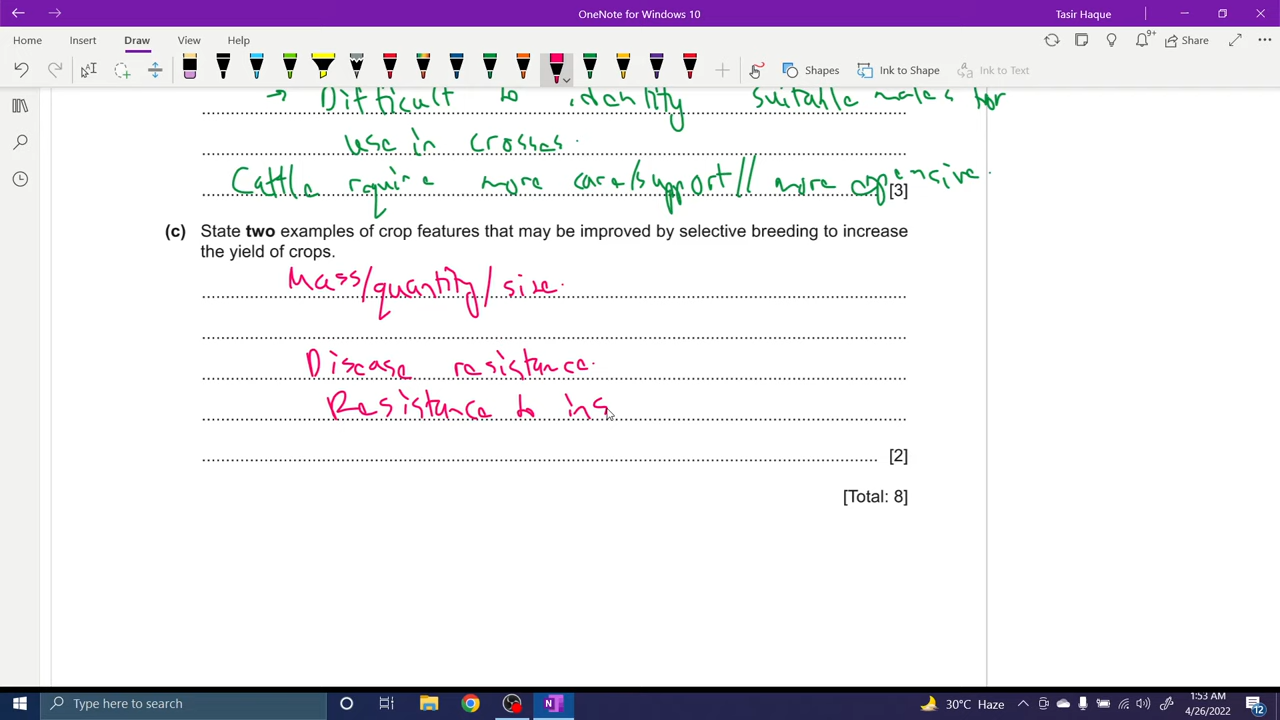 OneNote for Windows 10
Tasir Haque
Home Insert Draw View Help
Share
Shapes
Ink to Shape
Ink to Text
→ Difficult to identify suitable males for
use in crosses.
Cattle require more care/support// more expensive. [3]
(c) State two examples of crop features that may be improved by selective breeding to increase
the yield of crops.
Mass/quantity/size.
Disease resistance.
Resistance to ins
[2]
[Total: 8]
Type here to search
30°C Haze
1:53 AM
4/26/2022
12